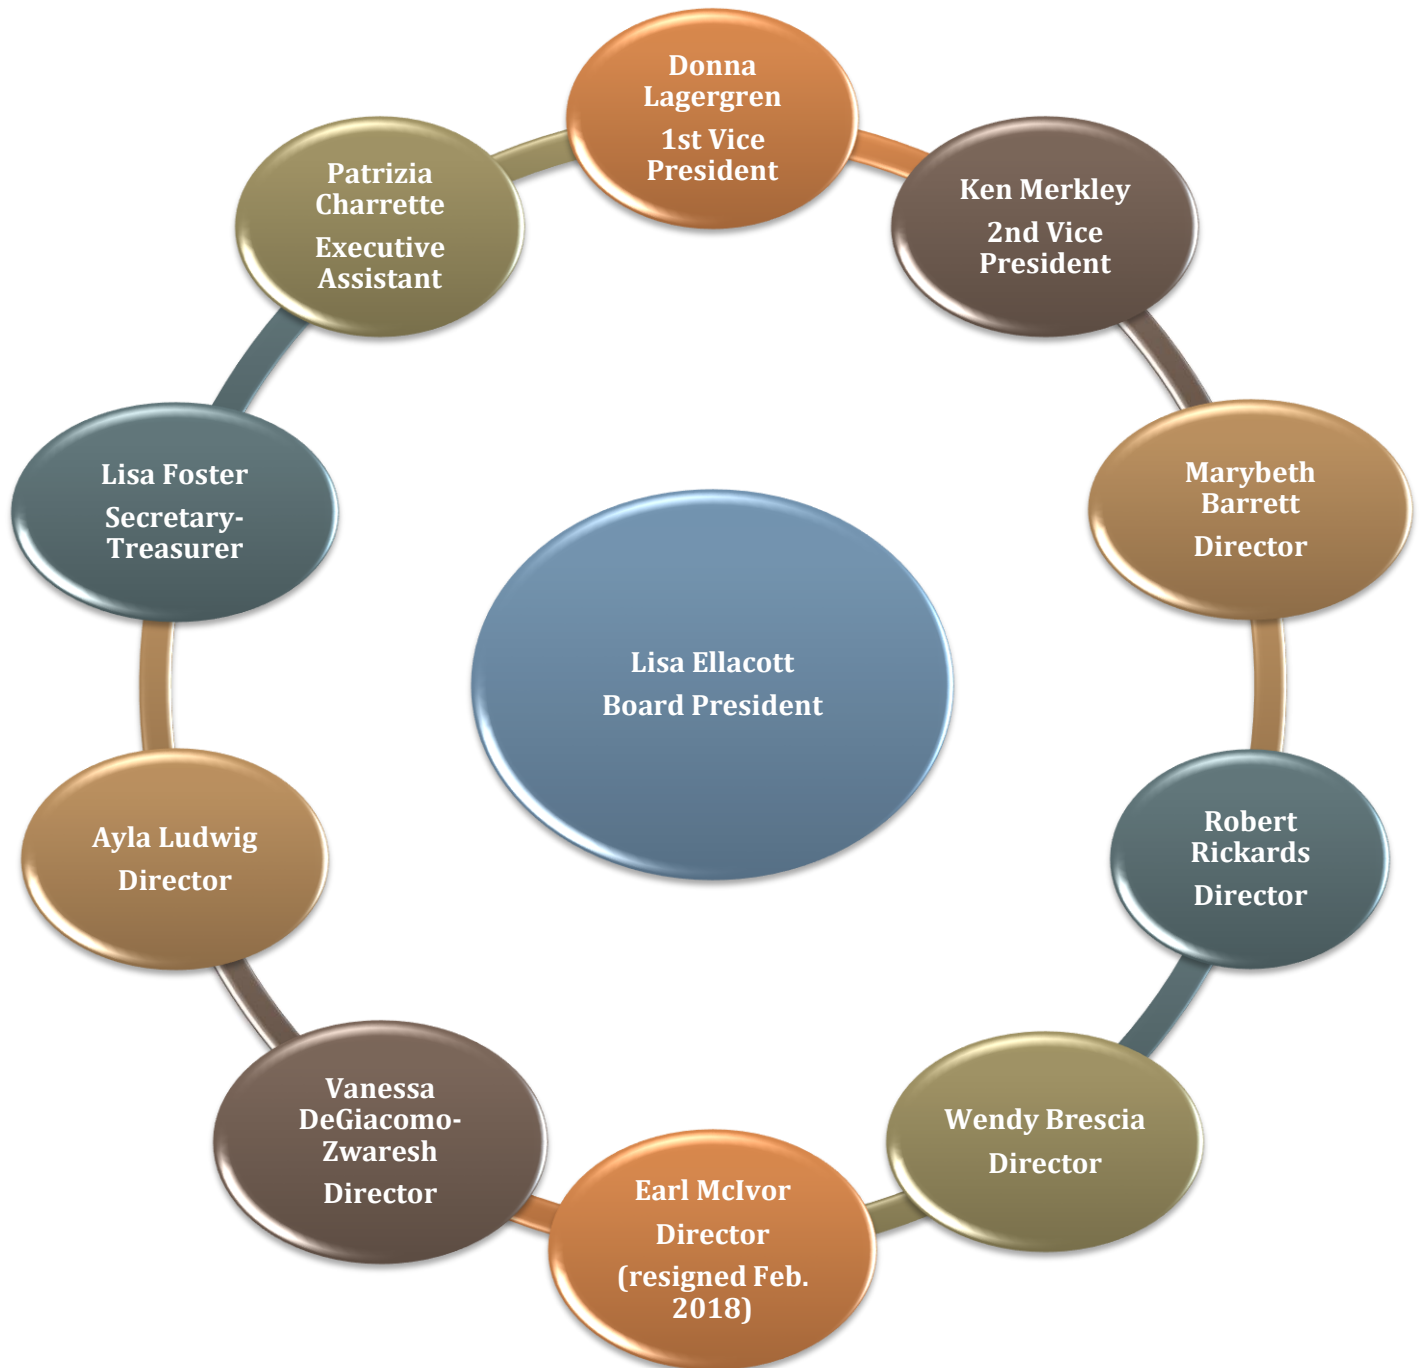 Donna
Lagergren
1st Vice
President
Ken Merkley
2nd Vice
President
Marybeth
Barrett
Director
Robert
Rickards
Director
Wendy Brescia
Director
Earl McIvor
Director
(resigned Feb.
2018)
Vanessa
DeGiacomo-
Zwaresh
Director
Ayla Ludwig
Director
Lisa Foster
Secretary-
Treasurer
Patrizia
Charrette
Executive
Assistant
Lisa Ellacott
Board President